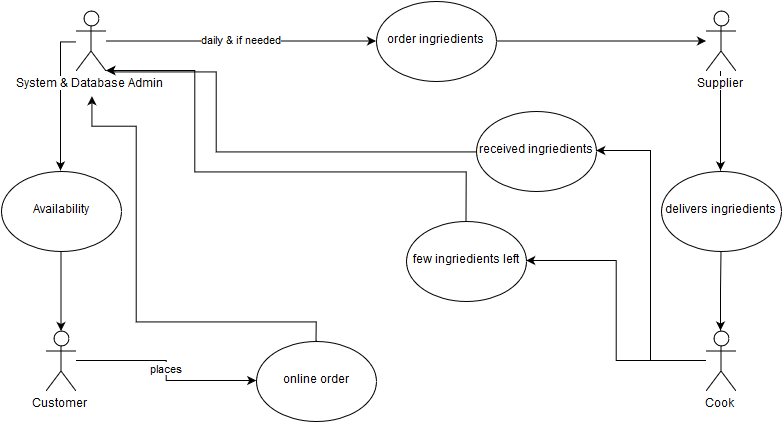 daily & if needed
order ingriedients
System & Database Admin
Supplier
received ingriedients
Availability
delivers ingriedients
few ingriedients left
places
online order
Customer
Cook